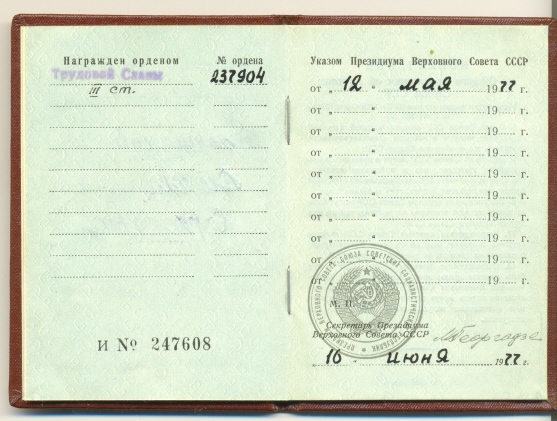 Награжден орденом № ордена
Трудовой Славы 237904
III ст.
И № 247608
Указом Президиума Верховного Совета СССР
от „ 12 “ мая 1977 г.
от „ “ 19 г.
от „ “ 19 г.
от „ “ 19 г.
от „ “ 19 г.
от „ “ 19 г.
от „ “ 19 г.
от „ “ 19 г.
от „ “ 19 г.
от „ “ 19 г.
М. П.
Секретарь Президиума
Верховного Совета СССР
МГеоргадзе
16 июня 1977 г.